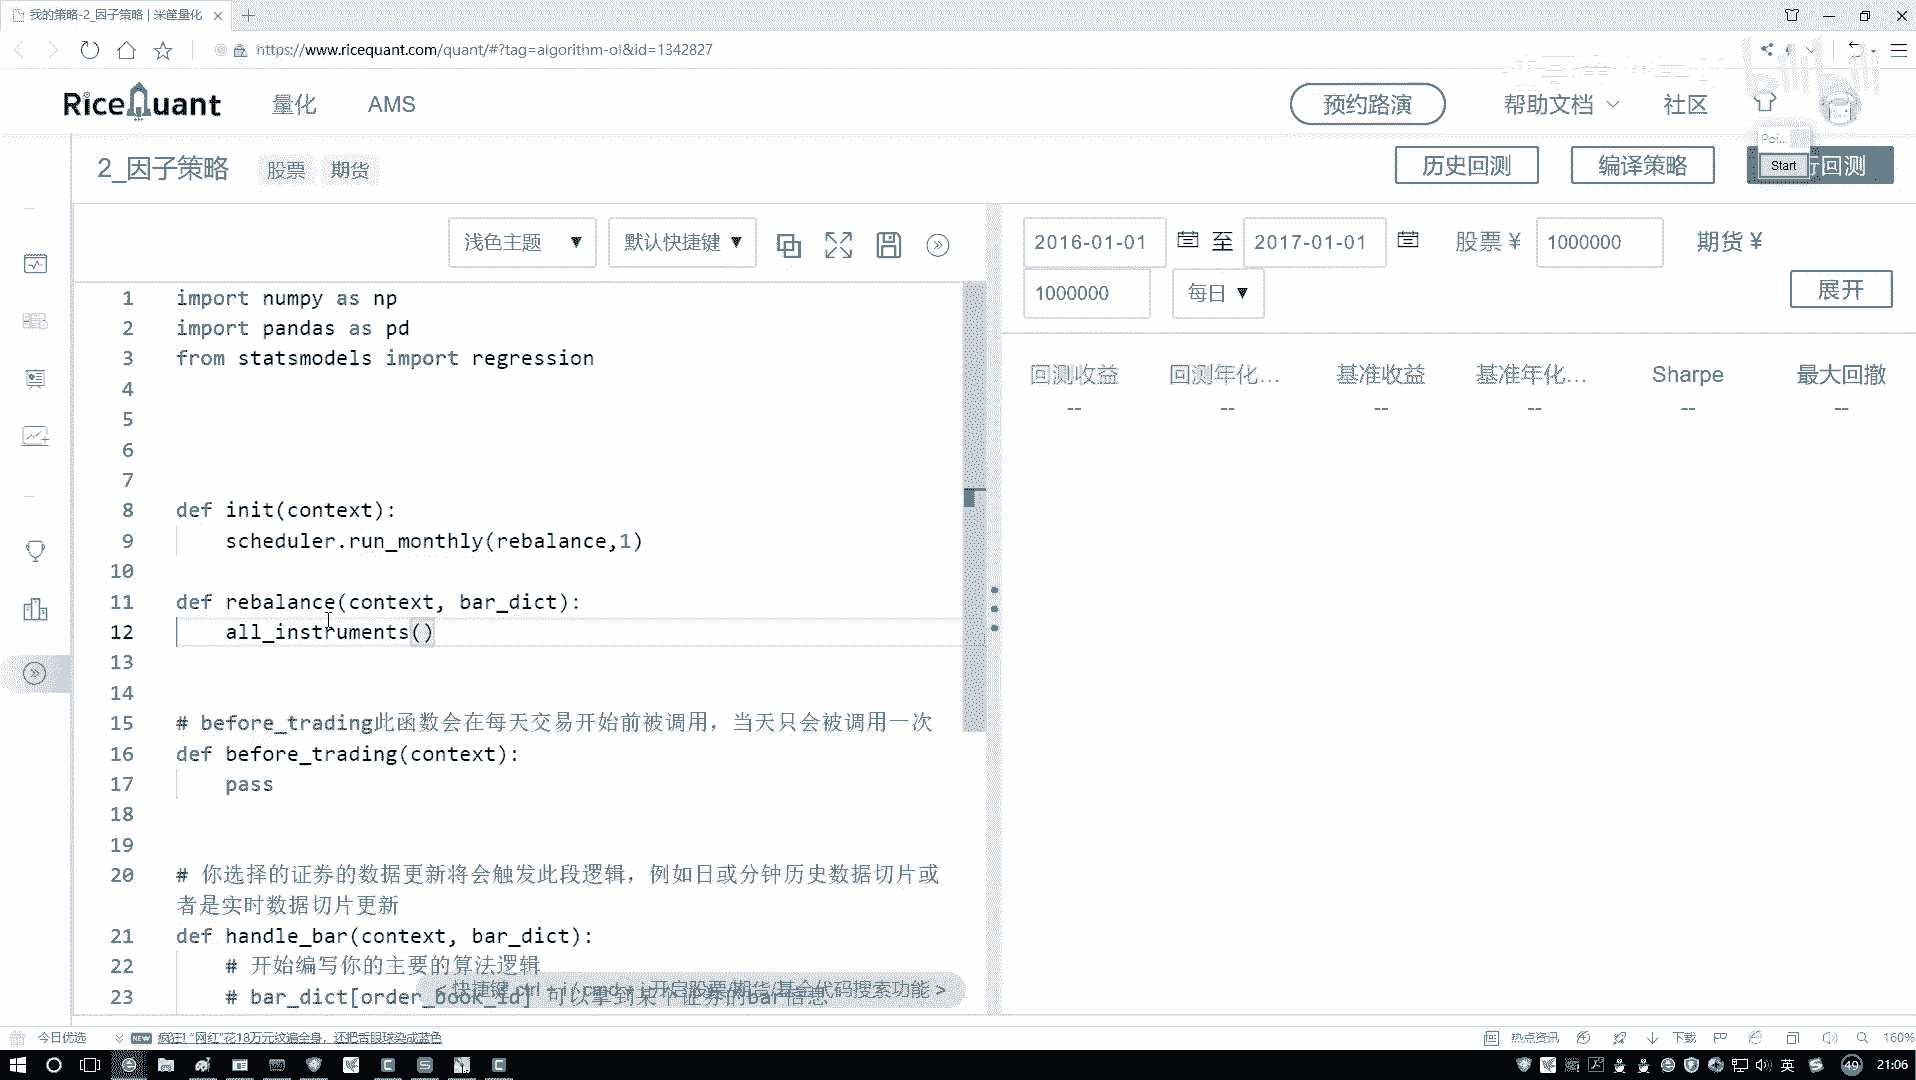 我的策略-2_因子策略 | 米筐量化
https://www.ricequant.com/quant/#?tag=algorithm-ol&id=1342827
RiceQuant 量化 AMS 预约路演 帮助文档 社区
Poi...
2_因子策略 股票 期货 历史回测 编译策略 Start 行回测
浅色主题 ▼ 默认快捷键 ▼
2016-01-01 至 2017-01-01 股票 ¥ 1000000 期货 ¥
1000000 每日 ▼ 展开
回测收益 回测年化... 基准收益 基准年化... Sharpe 最大回撤
-- -- -- -- -- --
1 import numpy as np
2 import pandas as pd
3 from statsmodels import regression
4
5
6
7
8 def init(context):
9 scheduler.run_monthly(rebalance,1)
10
11 def rebalance(context, bar_dict):
12 all_instruments()
13
14
15 # before_trading此函数会在每天交易开始前被调用，当天只会被调用一次
16 def before_trading(context):
17 pass
18
19
20 # 你选择的证券的数据更新将会触发此段逻辑，例如日或分钟历史数据切片或
者是实时数据切片更新
21 def handle_bar(context, bar_dict):
22 # 开始编写你的主要的算法逻辑
23 # bar_dict[order_book_id] 可以拿到某个证券的bar信息
< 快捷键 ctrl + i / cmd + i 开启股票/期货/基金代码搜索功能 >
今日优选 NEW 疯狂! “网红”花18万元纹遍全身，还把舌眼球染成蓝色 热点资讯 下载 160%
英 49 21:06